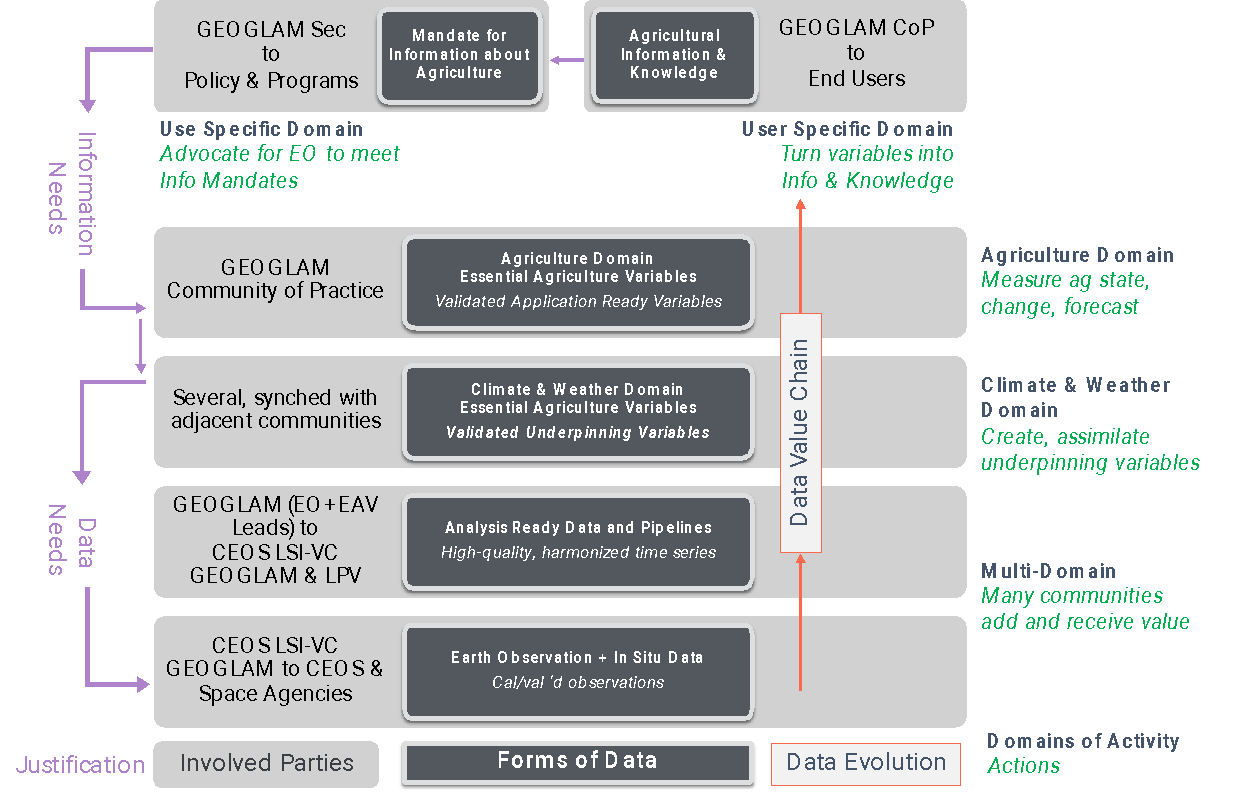 GEOGLAM Sec
to
Policy & Programs
Mandate for
Information about
Agriculture
Agricultural
Information &
Knowledge
GEOGLAM CoP
to
End Users
Use Specific Domain
Advocate for EO to meet
Info Mandates
User Specific Domain
Turn variables into
Info & Knowledge
Information
Needs
GEOGLAM
Community of Practice
Agriculture Domain
Essential Agriculture Variables
Validated Application Ready Variables
Agriculture Domain
Measure ag state,
change, forecast
Several, synched with
adjacent communities
Climate & Weather Domain
Essential Agriculture Variables
Validated Underpinning Variables
Data Value Chain
Climate & Weather
Domain
Create, assimilate
underpinning variables
Data
Needs
GEOGLAM (EO+EAV
Leads) to
CEOS LSI-VC
GEOGLAM & LPV
Analysis Ready Data and Pipelines
High-quality, harmonized time series
Multi-Domain
Many communities
add and receive value
CEOS LSI-VC
GEOGLAM to CEOS &
Space Agencies
Earth Observation + In Situ Data
Cal/val ‘d observations
Justification
Involved Parties
Forms of Data
Data Evolution
Domains of Activity
Actions